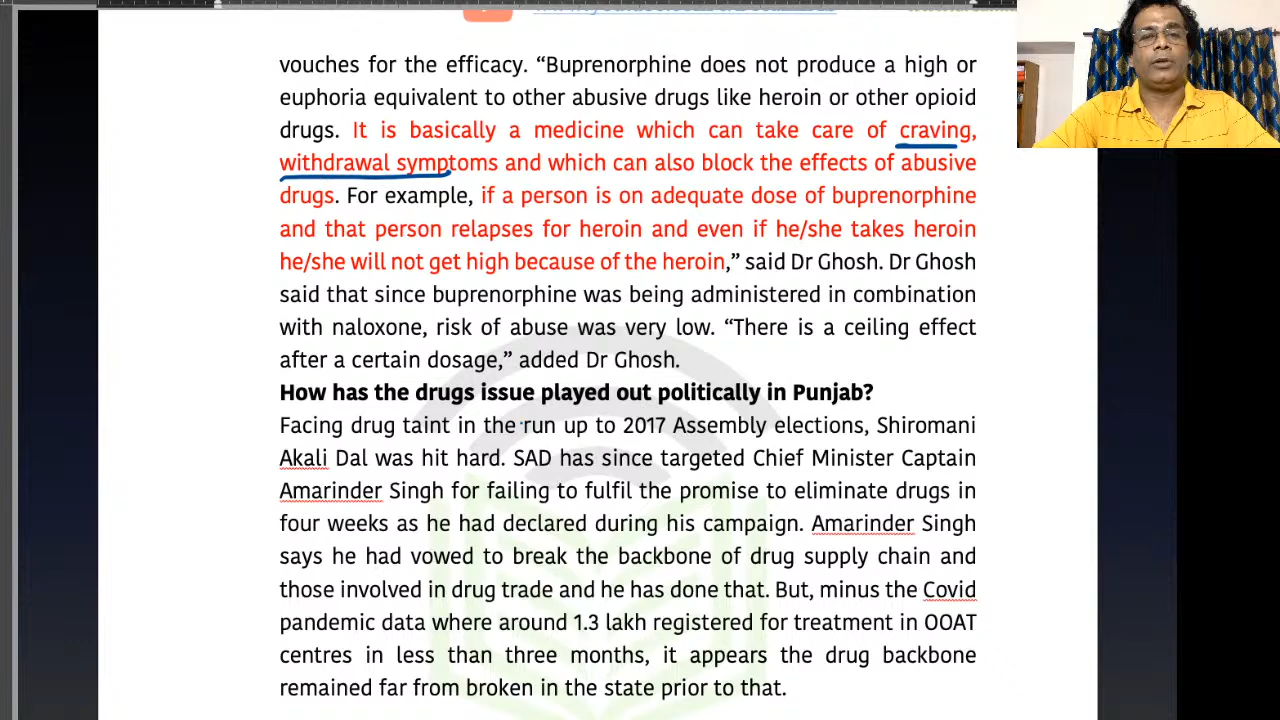 vouches for the efficacy. “Buprenorphine does not produce a high or
euphoria equivalent to other abusive drugs like heroin or other opioid
drugs. It is basically a medicine which can take care of craving,
withdrawal symptoms and which can also block the effects of abusive
drugs. For example, if a person is on adequate dose of buprenorphine
and that person relapses for heroin and even if he/she takes heroin
he/she will not get high because of the heroin,” said Dr Ghosh. Dr Ghosh
said that since buprenorphine was being administered in combination
with naloxone, risk of abuse was very low. “There is a ceiling effect
after a certain dosage,” added Dr Ghosh.
How has the drugs issue played out politically in Punjab?
Facing drug taint in the run up to 2017 Assembly elections, Shiromani
Akali Dal was hit hard. SAD has since targeted Chief Minister Captain
Amarinder Singh for failing to fulfil the promise to eliminate drugs in
four weeks as he had declared during his campaign. Amarinder Singh
says he had vowed to break the backbone of drug supply chain and
those involved in drug trade and he has done that. But, minus the Covid
pandemic data where around 1.3 lakh registered for treatment in OOAT
centres in less than three months, it appears the drug backbone
remained far from broken in the state prior to that.